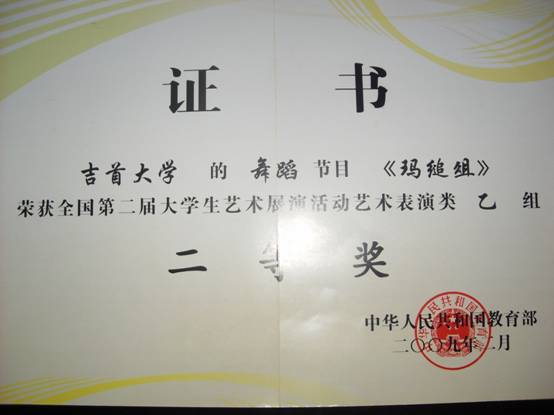 证 书
吉首大学 的 舞蹈 节目 《玛缒组》
荣获全国第二届大学生艺术展演活动艺术表演类 乙 组
二等奖
中华人民共和国教育部
二〇〇九年二月